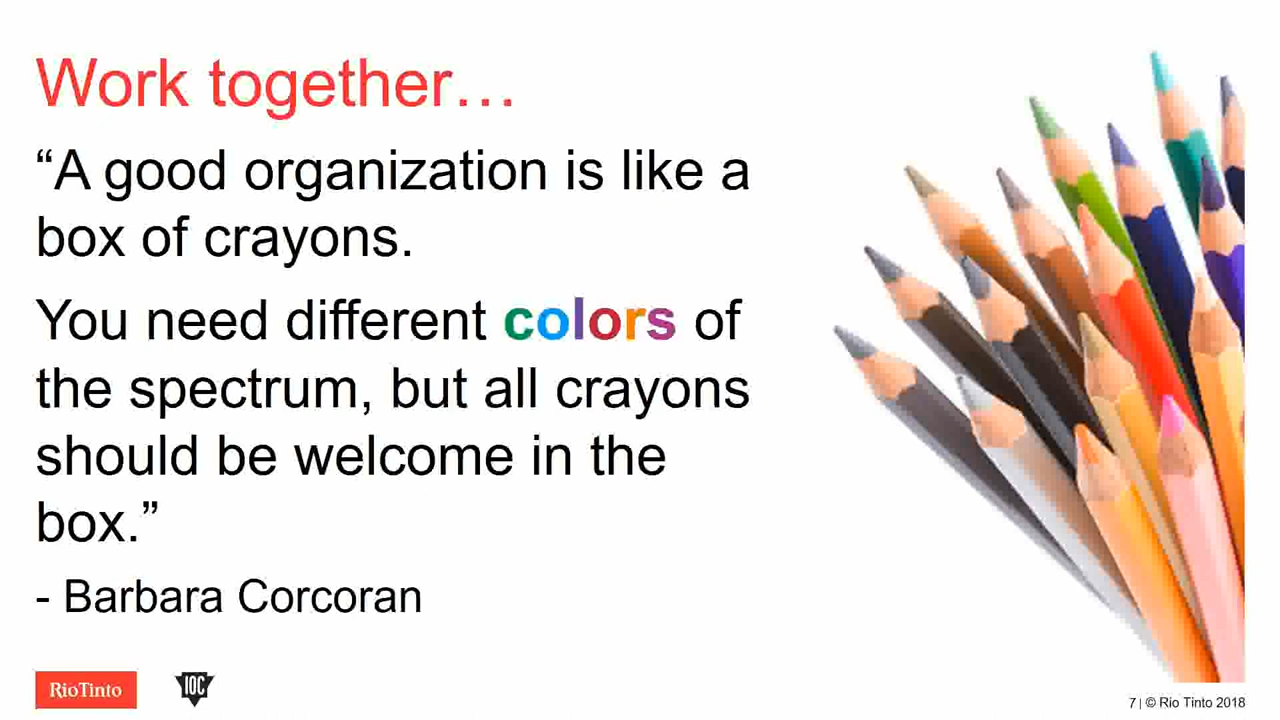 Work together…
“A good organization is like a
box of crayons.
You need different colors of
the spectrum, but all crayons
should be welcome in the
box.”
- Barbara Corcoran
RioTinto
IOC
7 | © Rio Tinto 2018